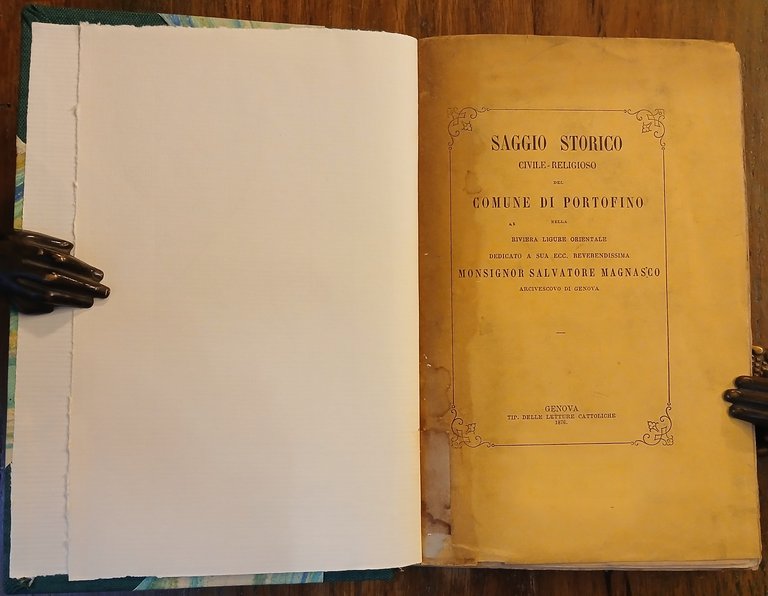 SAGGIO STORICO
CIVILE-RELIGIOSO
DEL
COMUNE DI PORTOFINO
NELLA
RIVIERA LIGURE ORIENTALE
DEDICATO A SUA ECC. REVERENDISSIMA
MONSIGNOR SALVATORE MAGNASCO
ARCIVESCOVO DI GENOVA
GENOVA
TIP. DELLE LETTURE CATTOLICHE
1876.